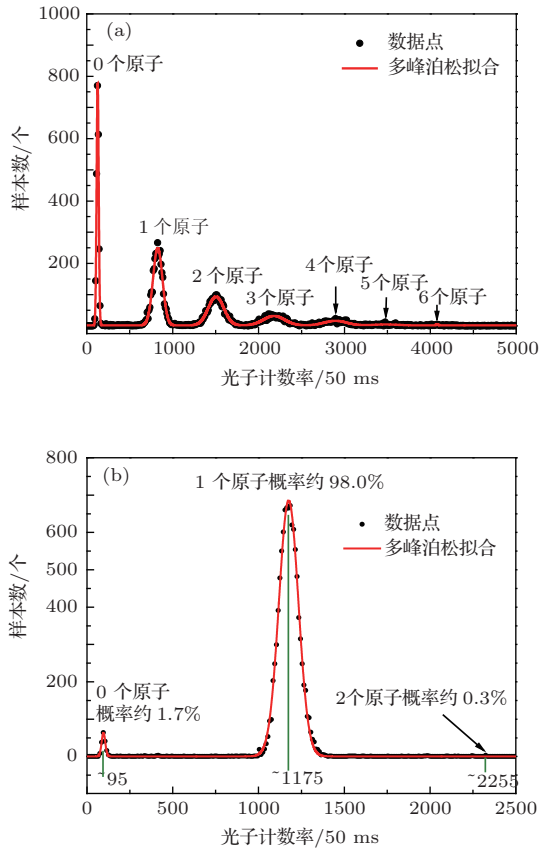 1000
(a)
数据点
多峰泊松拟合
0 个原子
800
600
样本数/个
400
1 个原子
200
2 个原子
3个原子
4个原子
5个原子
6个原子
0
0 1000 2000 3000 4000 5000
光子计数率/50 ms
800
(b)
1 个原子概率约 98.0%
数据点
多峰泊松拟合
600
样本数/个
400
200
0 个原子
概率约 1.7%
2个原子概率约 0.3%
0
~95
~1175
~2255
0 500 1000 1500 2000 2500
光子计数率/50 ms